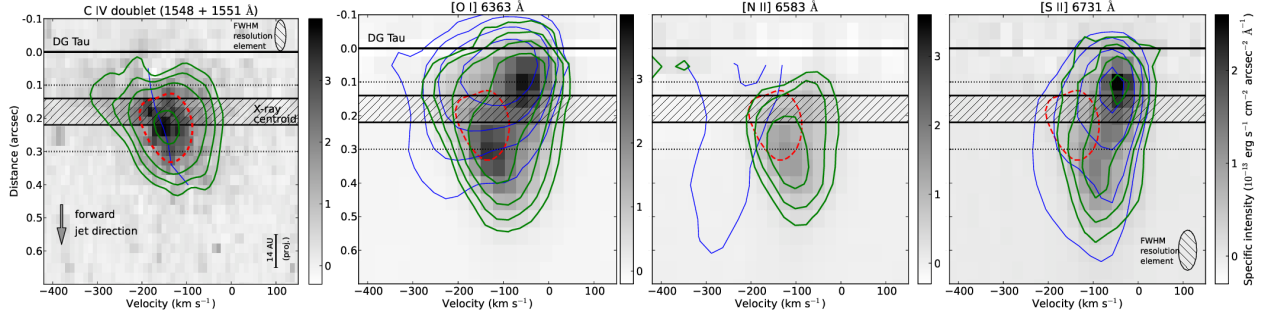 C IV doublet (1548 + 1551 Å)
-0.1
0.0
0.1
0.2
0.3
0.4
0.5
0.6
Distance (arcsec)
DG Tau
FWHM
resolution
element
X-ray
centroid
forward
jet direction
14 AU
(proj.)
−400 −300 −200 −100 0
Velocity (km s⁻¹)
3
2
1
0
[O I] 6363 Å
-0.1
0.0
0.1
0.2
0.3
0.4
0.5
0.6
DG Tau
−400 −300 −200 −100 0 100
Velocity (km s⁻¹)
3
2
1
0
[N II] 6583 Å
−400 −300 −200 −100 0 100
Velocity (km s⁻¹)
3
2
1
0
[S II] 6731 Å
FWHM
resolution
element
−400 −300 −200 −100 0 100
Velocity (km s⁻¹)
3
2
1
0
Specific intensity (10⁻¹³ erg s⁻¹ cm⁻² arcsec⁻² Å⁻¹)